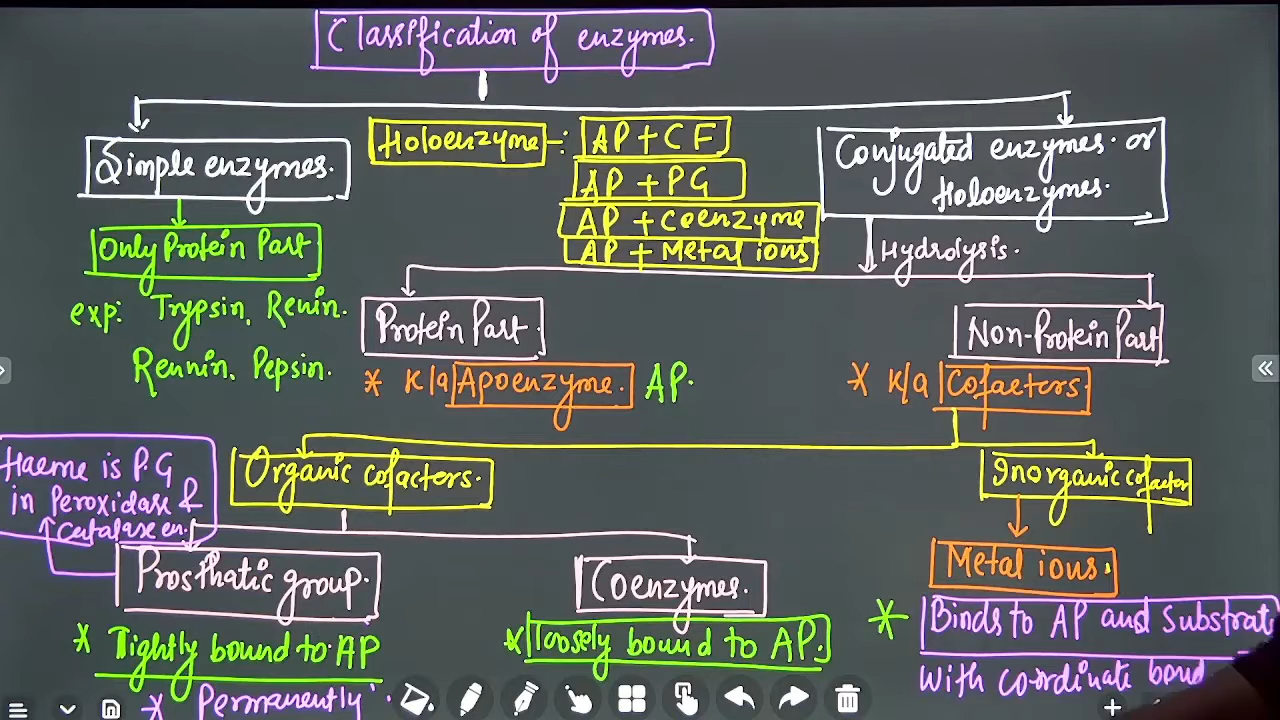 Classification of enzymes.
Simple enzymes.
Only Protein Part
exp: Trypsin, Renin.
Rennin, Pepsin.
Holoenzyme -: AP + CF
AP + PG
AP + Coenzyme
AP + Metal ions
Conjugated enzymes. or
Holoenzymes.
Hydrolysis.
Protein Part.
* K/a Apoenzyme. AP.
Non-Protein Part
* K/a Cofactors.
Organic cofactors.
Inorganic cofactor
Haeme is P.G
in Peroxidase &
Catalase en.
Prosthatic group.
* Tightly bound to AP
* Permanently
Coenzymes.
* loosely bound to AP.
Metal ions.
* Binds to AP and Substrat
with coordinate bond